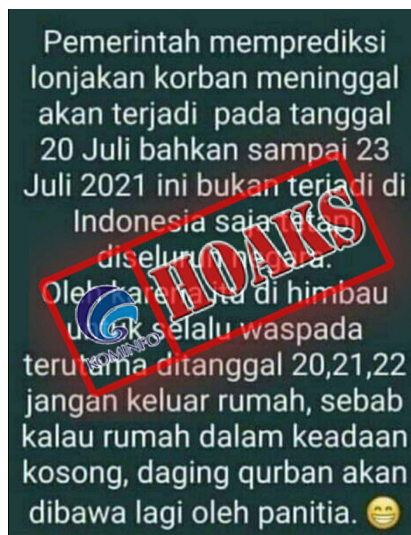 Pemerintah memprediksi
lonjakan korban meninggal
akan terjadi pada tanggal
20 Juli bahkan sampai 23
Juli 2021 ini bukan terjadi di
Indonesia saja tetapi
diseluruh negara.
Oleh karena itu di himbau
untuk selalu waspada
terutama ditanggal 20,21,22
jangan keluar rumah, sebab
kalau rumah dalam keadaan
kosong, daging qurban akan
dibawa lagi oleh panitia. 😁
HOAKS
KOMINFO